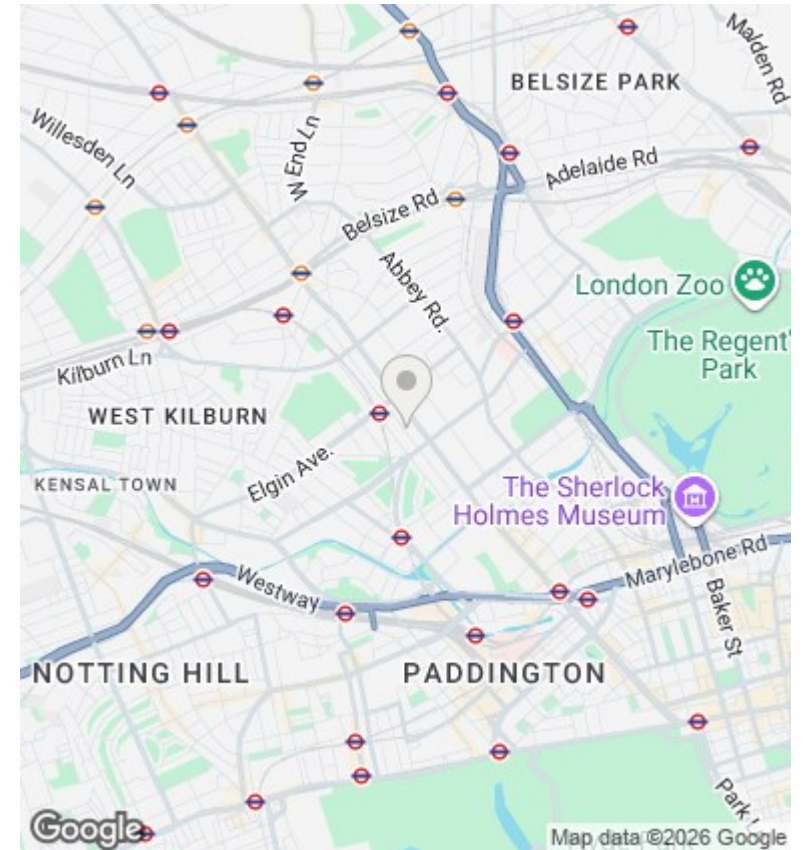 Malden Rd
BELSIZE PARK
Willesden Ln
W End Ln
Adelaide Rd
Belsize Rd
Abbey Rd.
London Zoo
The Regent'
Park
Kilburn Ln
WEST KILBURN
Elgin Ave.
KENSAL TOWN
The Sherlock
Holmes Museum
Marylebone Rd
Westway
Baker St
NOTTING HILL
PADDINGTON
Park L
Google
Map data ©2026 Google